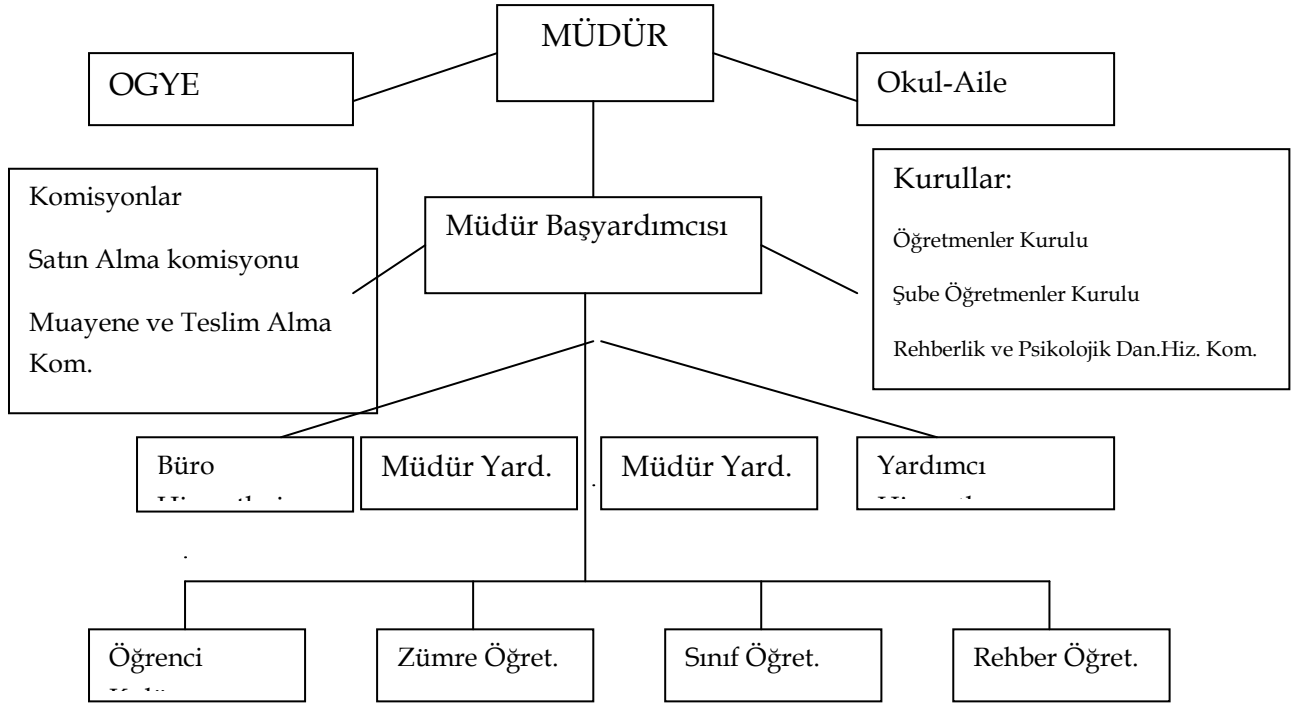 MÜDÜR
OGYE
Okul-Aile
Komisyonlar
Satın Alma komisyonu
Muayene ve Teslim Alma
Kom.
Müdür Başyardımcısı
Kurullar:
Öğretmenler Kurulu
Şube Öğretmenler Kurulu
Rehberlik ve Psikolojik Dan.Hiz. Kom.
Büro
Müdür Yard.
Müdür Yard.
Yardımcı
Öğrenci
Zümre Öğret.
Sınıf Öğret.
Rehber Öğret.